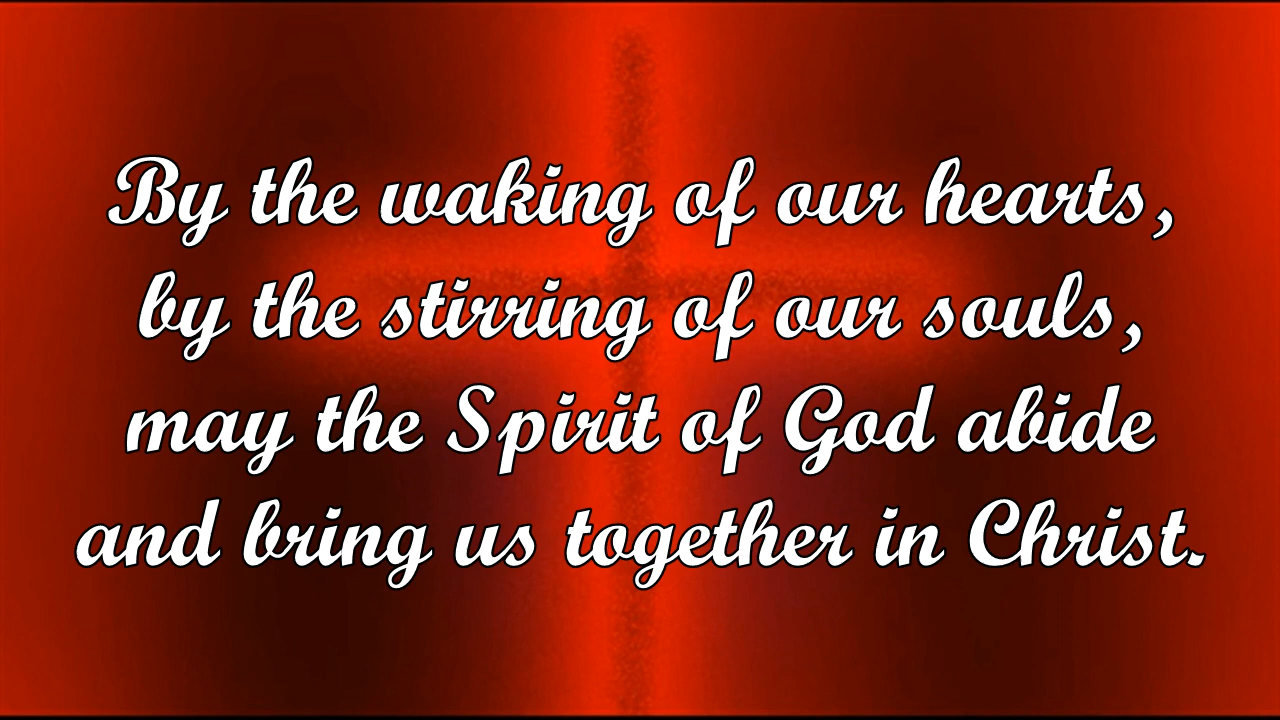 By the waking of our hearts,
by the stirring of our souls,
may the Spirit of God abide
and bring us together in Christ.